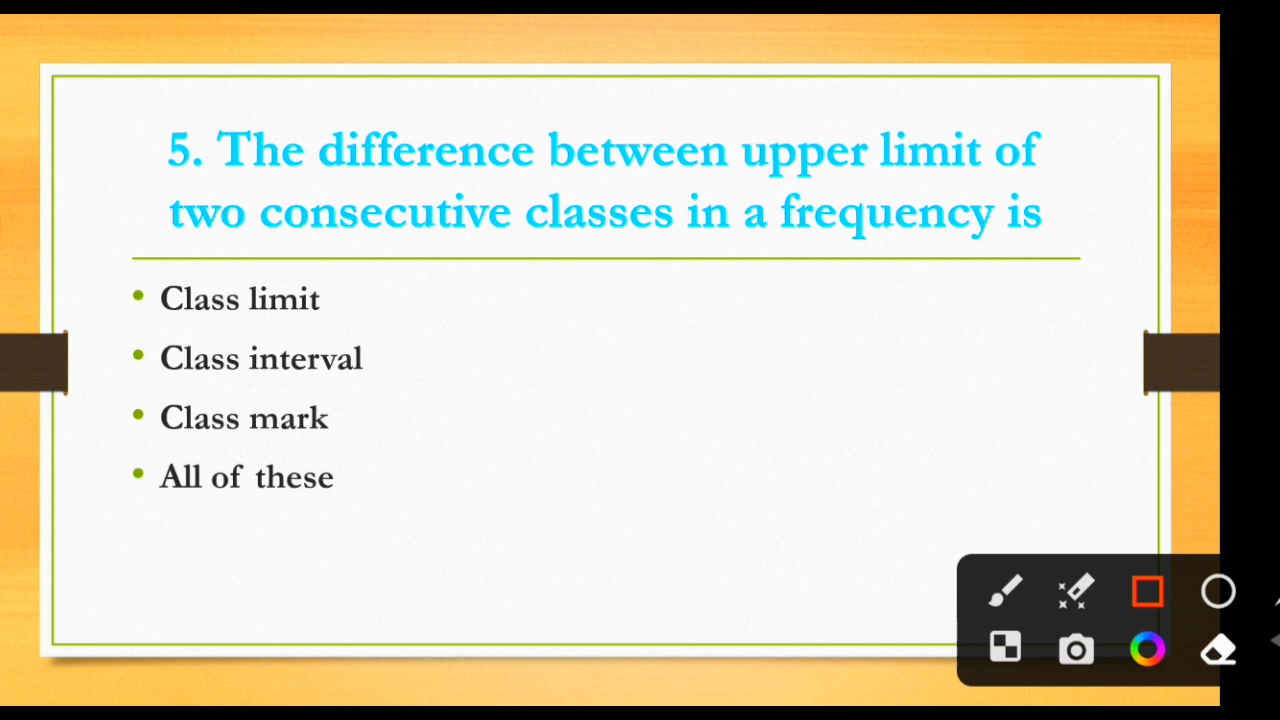 5. The difference between upper limit of
two consecutive classes in a frequency is
• Class limit
• Class interval
• Class mark
• All of these